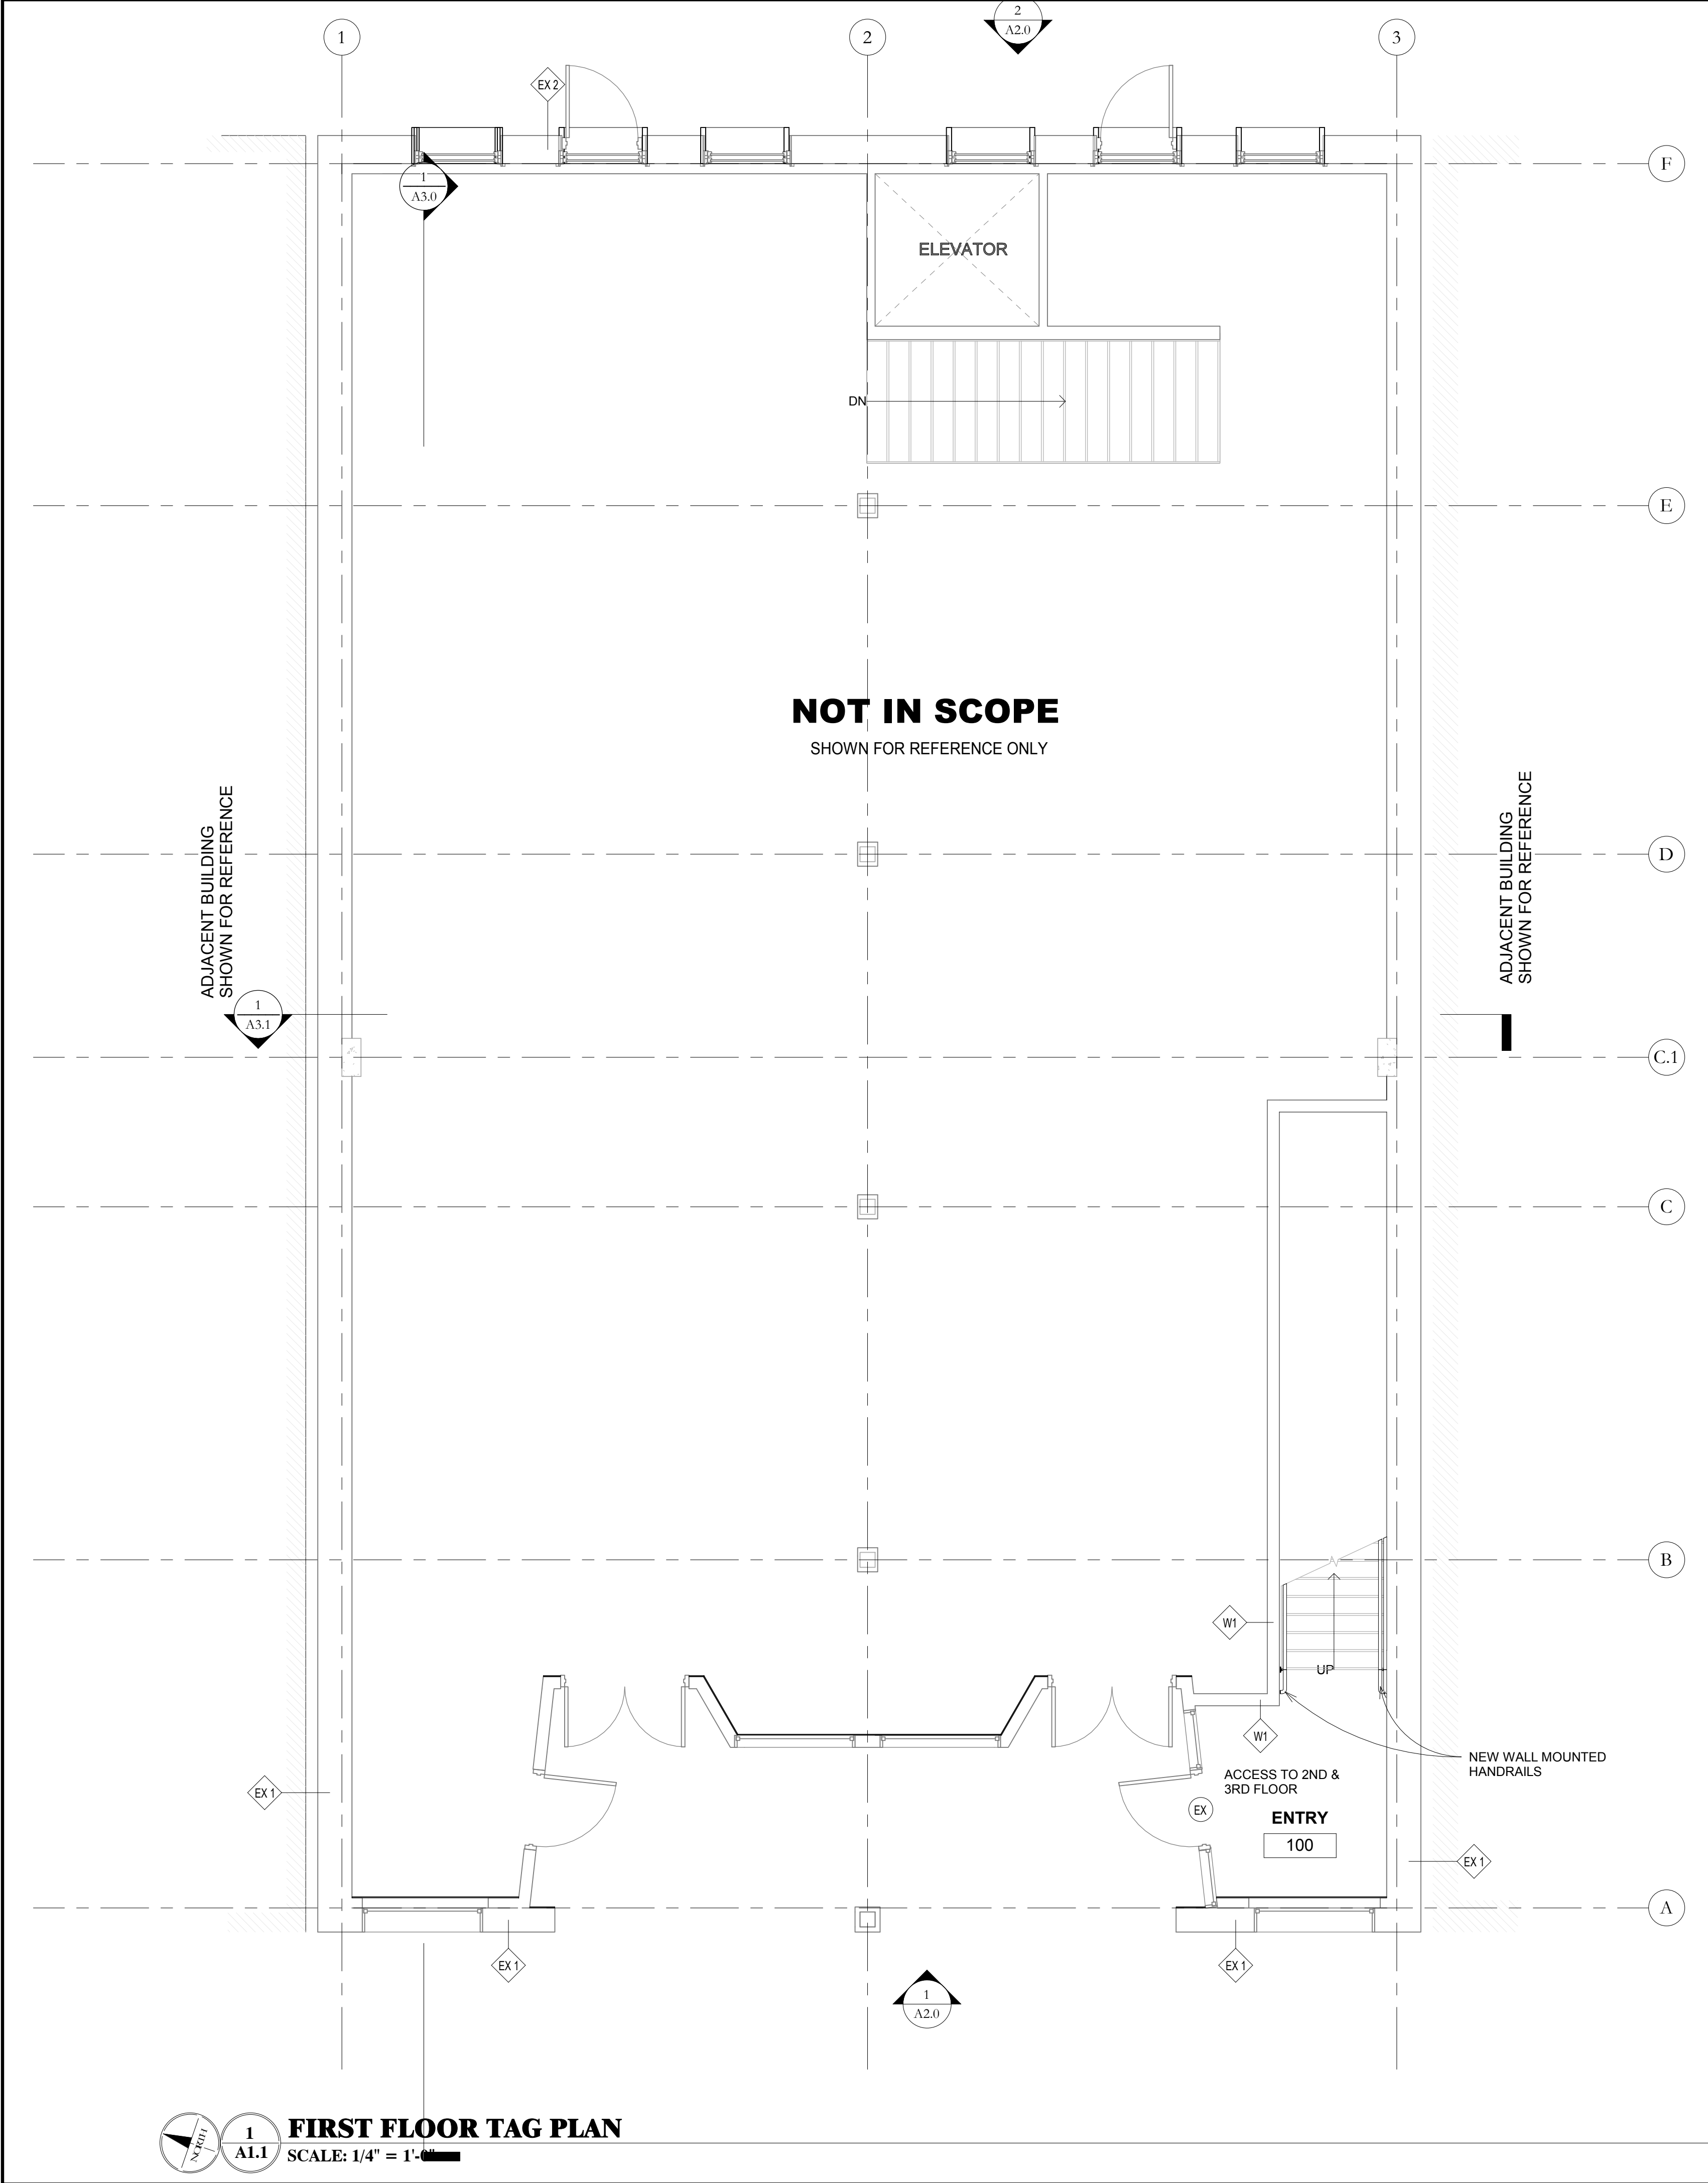 2
A2.0
1
2
3
EX 2
F
1
A3.0
ELEVATOR
DN
E
NOT IN SCOPE
SHOWN FOR REFERENCE ONLY
ADJACENT BUILDING
SHOWN FOR REFERENCE
ADJACENT BUILDING
SHOWN FOR REFERENCE
D
1
A3.1
C.1
C
B
W1
UP
W1
NEW WALL MOUNTED
HANDRAILS
ACCESS TO 2ND &
3RD FLOOR
EX 1
EX
ENTRY
100
EX 1
A
EX 1
EX 1
1
A2.0
NORTH
1
A1.1
FIRST FLOOR TAG PLAN
SCALE: 1/4" = 1'-0"